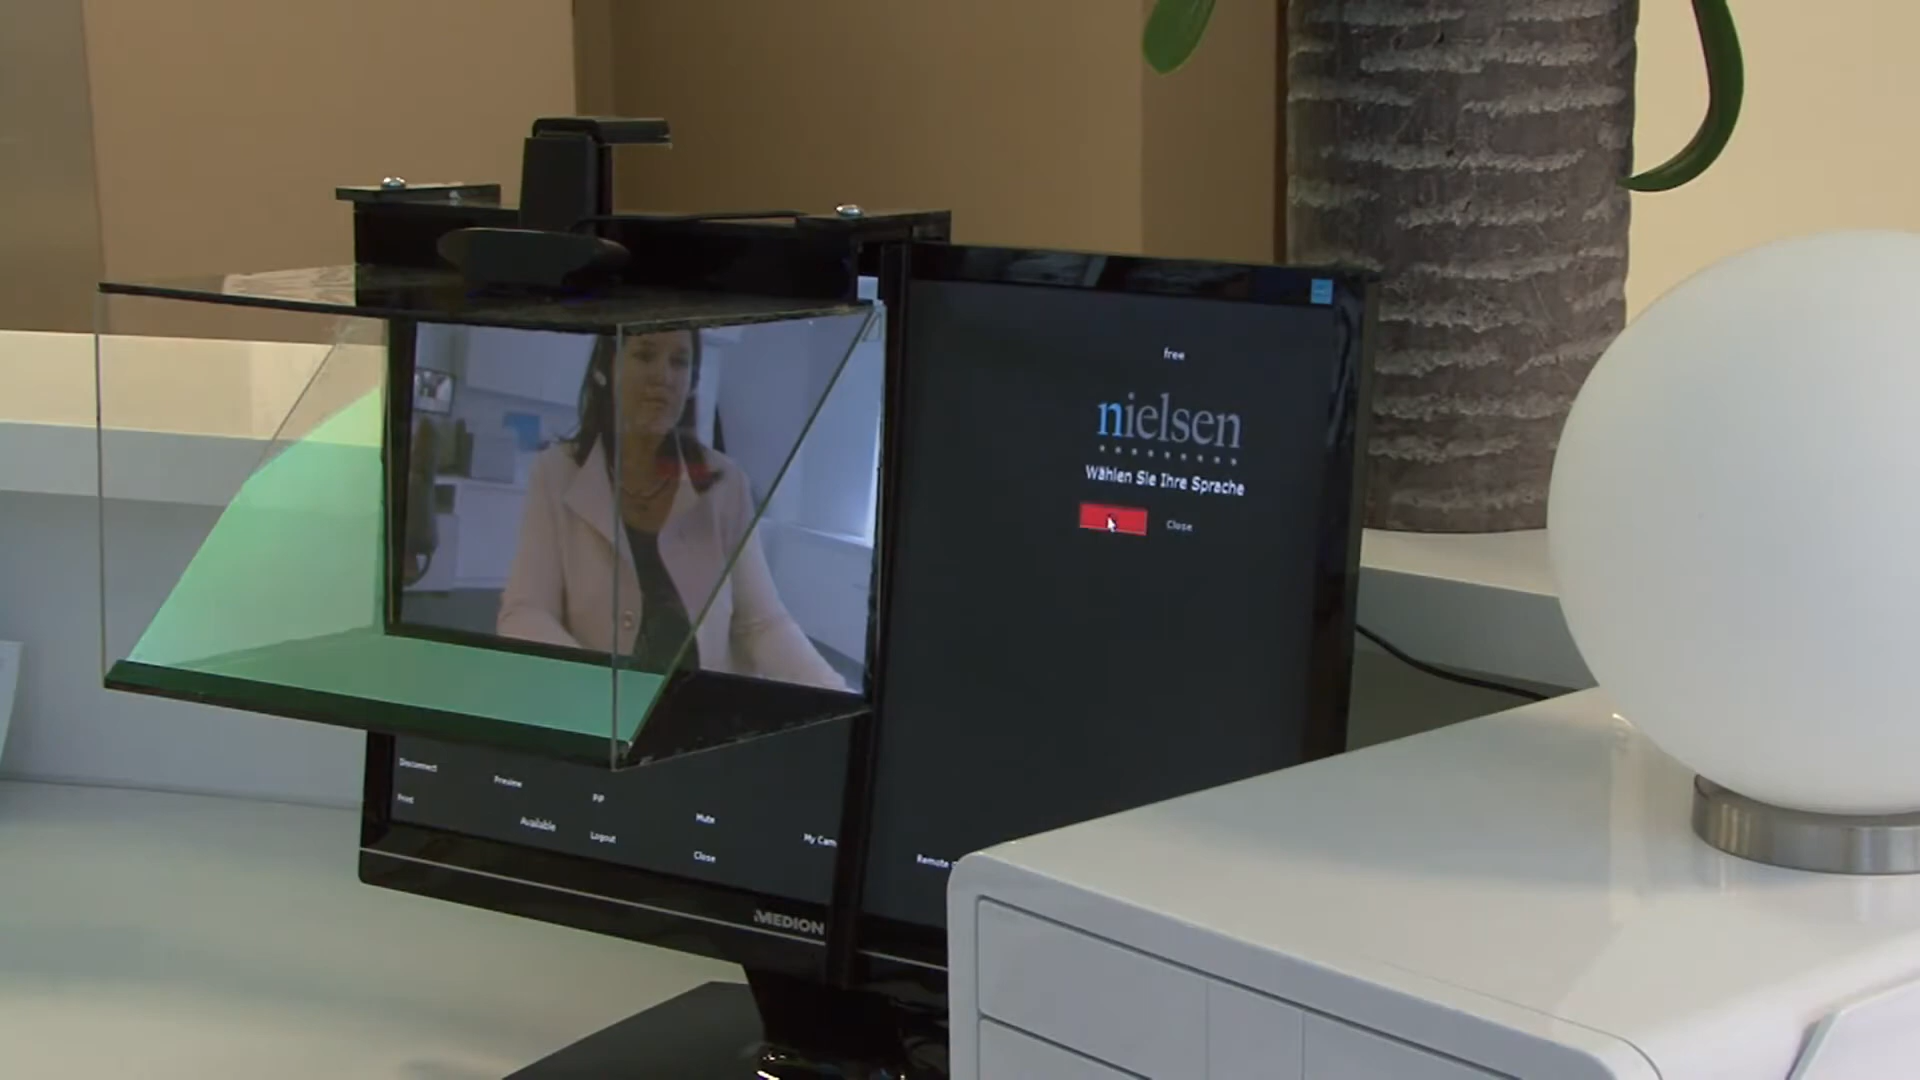 free
nielsen
Wählen Sie Ihre Sprache
Close
Disconnect
Preview
PiP
Print
Available
Logout
Mute
My Cam
Close
Remote
MEDION